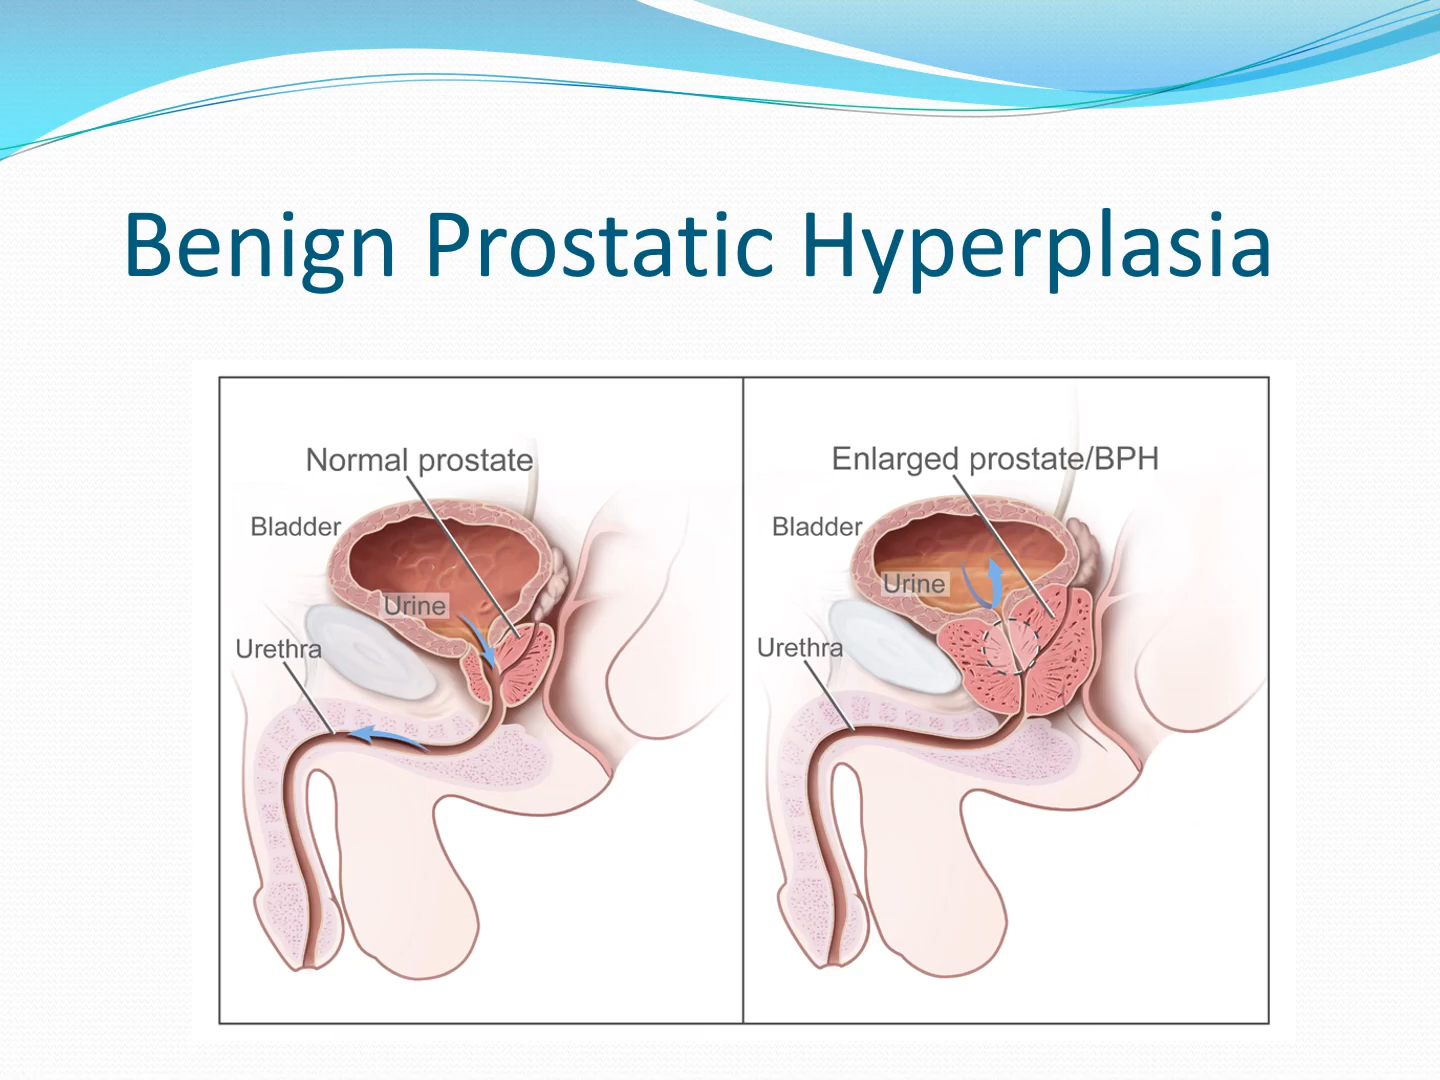 Benign Prostatic Hyperplasia
Normal prostate
Bladder
Urine
Urethra
Enlarged prostate/BPH
Bladder
Urine
Urethra